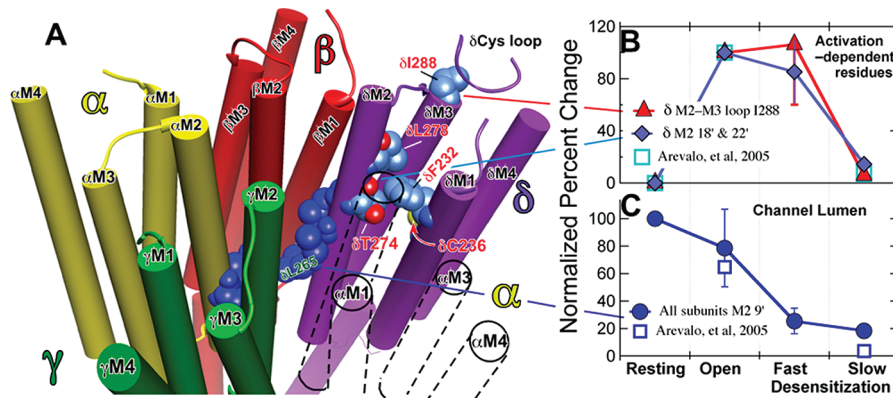 A
αM4
α
αM1
αM2
αM3
βM4
β
βM2
βM3
βM1
δCys loop
δI288
δM2
δM3
δL278
δF232
δM1
δM4
δ
δT274
δC236
δL265
γM2
γM1
γM3
γM4
γ
αM1
αM3
α
αM4
Normalized Percent Change
B
120
80
40
0
Activation
–dependent
residues
δ M2–M3 loop I288
δ M2 18' & 22'
Arevalo, et al, 2005
C
100
80
60
40
20
0
Channel Lumen
All subunits M2 9'
Arevalo, et al, 2005
Resting
Open
Fast
Slow
Desensitization